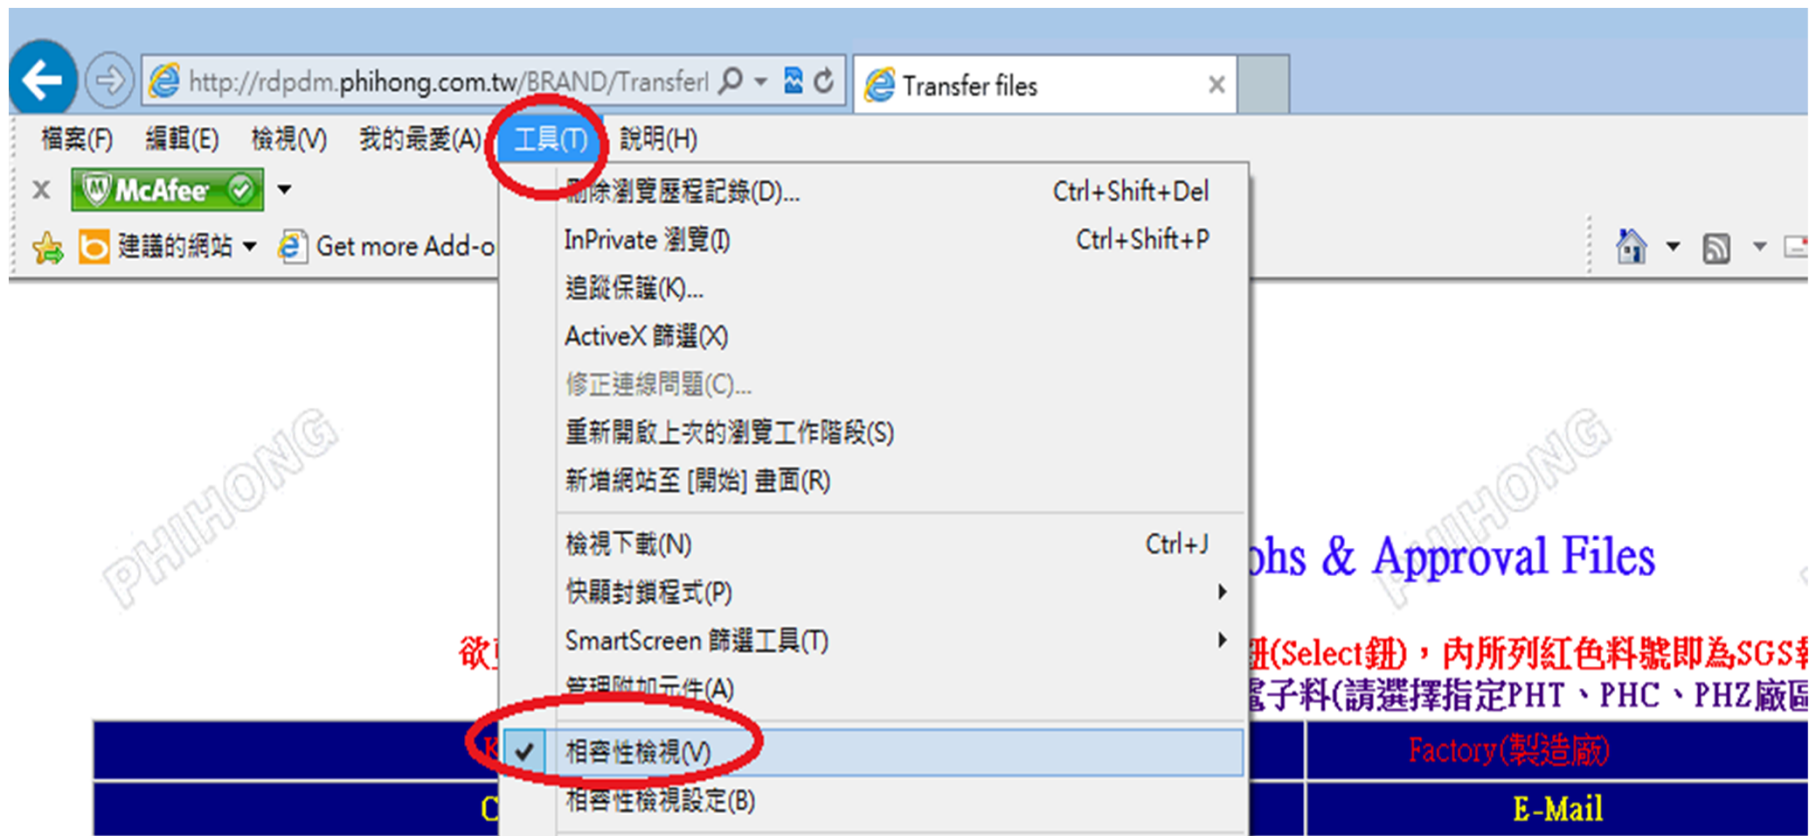 http://rdpdm.phihong.com.tw/BRAND/Transferl
Transfer files
檔案(F) 編輯(E) 檢視(V) 我的最愛(A) 工具(T) 說明(H)
x McAfee
建議的網站 Get more Add-o
刪除瀏覽歷程記錄(D)... Ctrl+Shift+Del
InPrivate 瀏覽(I) Ctrl+Shift+P
追蹤保護(K)...
ActiveX 篩選(X)
修正連線問題(C)...
重新開啟上次的瀏覽工作階段(S)
新增網站至 [開始] 畫面(R)
檢視下載(N) Ctrl+J
快顯封鎖程式(P)
SmartScreen 篩選工具(T)
管理附加元件(A)
相容性檢視(V)
相容性檢視設定(B)
PHIHONG
PHIHONG
ohs & Approval Files
欲 鈕(Select鈕),內所列紅色料號即為SGS
電子料(請選擇指定PHT、PHC、PHZ廠區
K Factory(製造廠)
C E-Mail